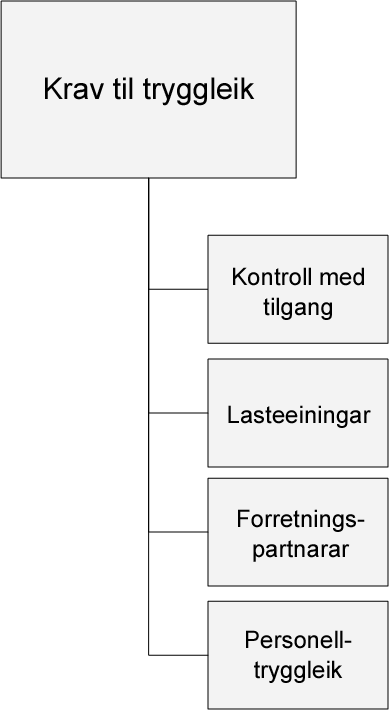 Krav til tryggleik
Kontroll med
tilgang
Lasteeiningar
Forretnings-
partnarar
Personell-
tryggleik